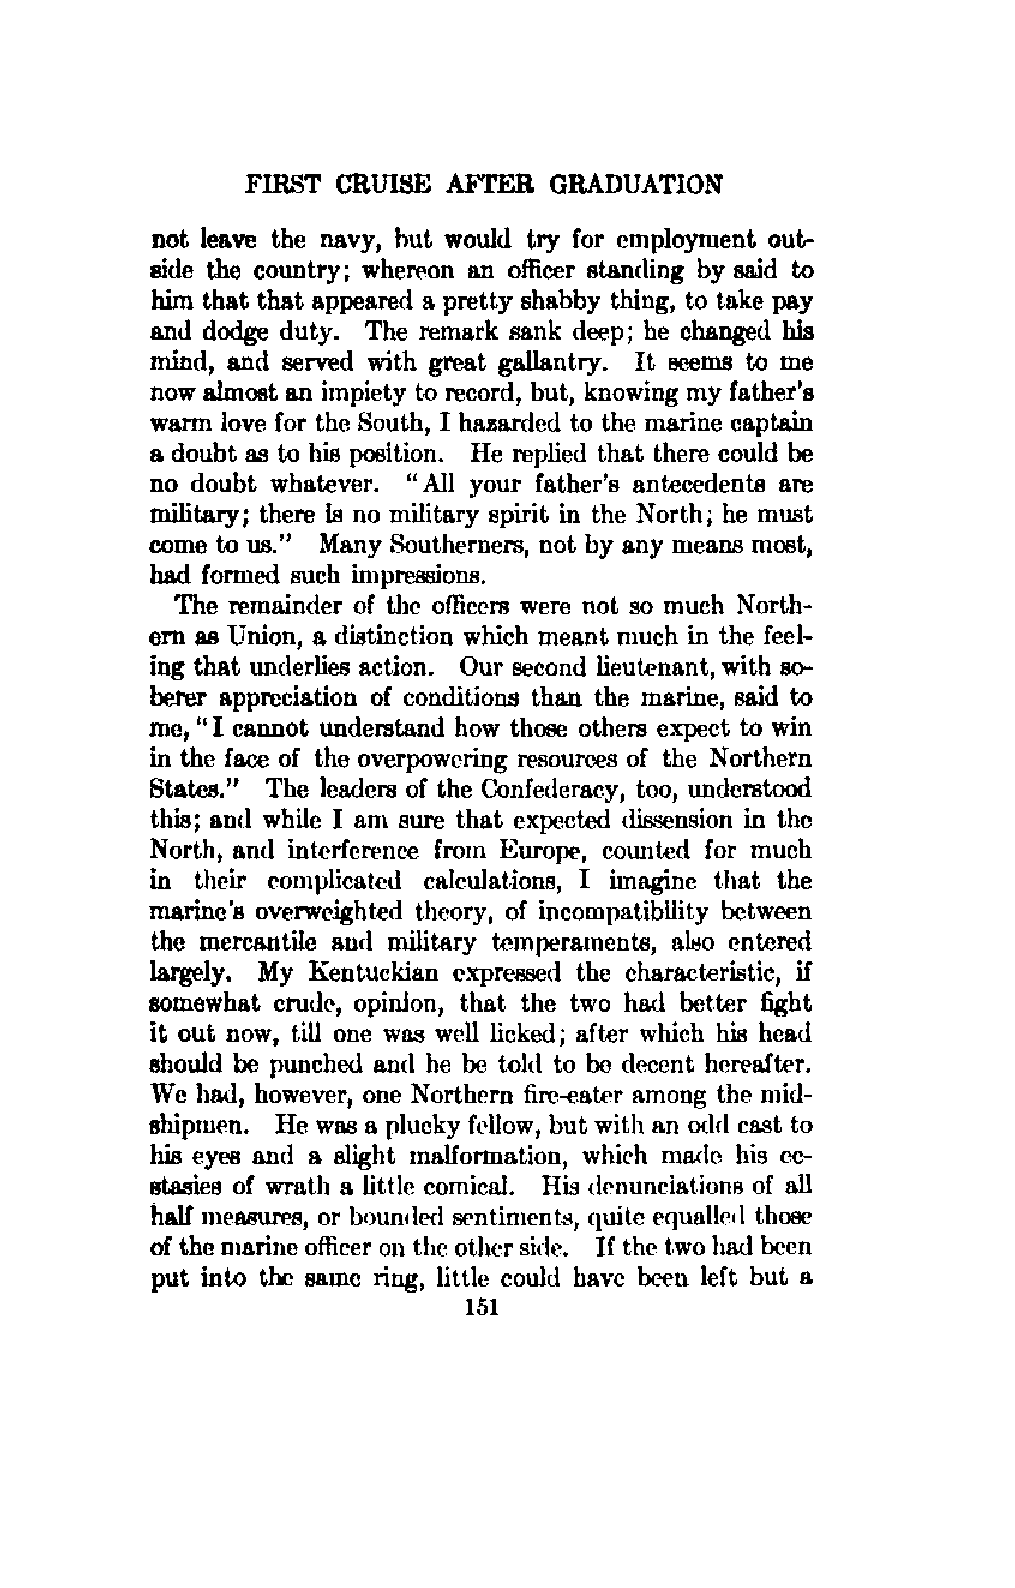 FIRST CRUISE AFTER GRADUATION
not leave the navy, but would try for employment out-
side the country; whereon an officer standing by said to
him that that appeared a pretty shabby thing, to take pay
and dodge duty. The remark sank deep; he changed his
mind, and served with great gallantry. It seems to me
now almost an impiety to record, but, knowing my father's
warm love for the South, I hazarded to the marine captain
a doubt as to his position. He replied that there could be
no doubt whatever. "All your father's antecedents are
military; there is no military spirit in the North; he must
come to us." Many Southerners, not by any means most,
had formed such impressions.
The remainder of the officers were not so much North-
ern as Union, a distinction which meant much in the feel-
ing that underlies action. Our second lieutenant, with so-
berer appreciation of conditions than the marine, said to
me, "I cannot understand how those others expect to win
in the face of the overpowering resources of the Northern
States." The leaders of the Confederacy, too, understood
this; and while I am sure that expected dissension in the
North, and interference from Europe, counted for much
in their complicated calculations, I imagine that the
marine's overweighted theory, of incompatibility between
the mercantile and military temperaments, also entered
largely. My Kentuckian expressed the characteristic, if
somewhat crude, opinion, that the two had better fight
it out now, till one was well licked; after which his head
should be punched and he be told to be decent hereafter.
We had, however, one Northern fire-eater among the mid-
shipmen. He was a plucky fellow, but with an odd cast to
his eyes and a slight malformation, which made his ec-
stasies of wrath a little comical. His denunciations of all
half measures, or bounded sentiments, quite equalled those
of the marine officer on the other side. If the two had been
put into the same ring, little could have been left but a
151